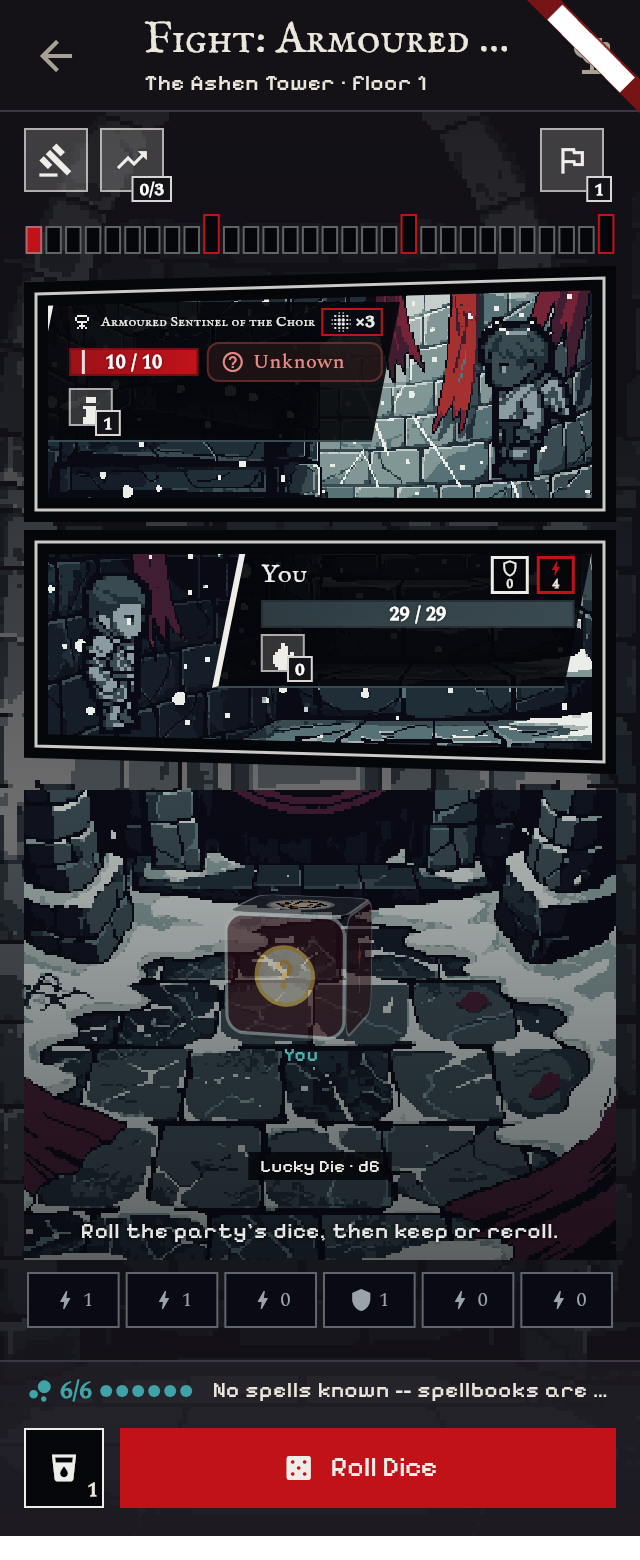 Fight: Armoured ...
The Ashen Tower · Floor 1
0/3
1
Armoured Sentinel of the Choir ×3
10 / 10 Unknown
1
You 0 4
29 / 29
0
?
You
Lucky Die · d6
Roll the party's dice, then keep or reroll.
1 1 0 1 0 0
6/6 No spells known -- spellbooks are ...
1 Roll Dice